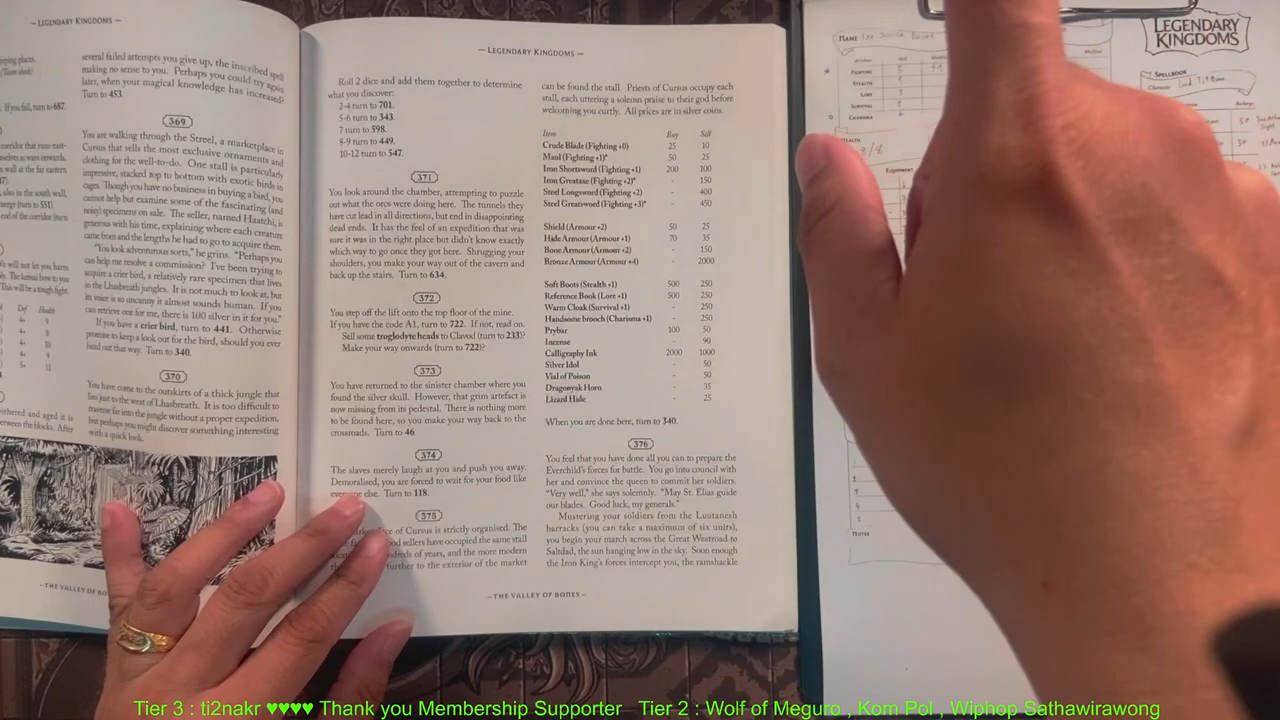 – LEGENDARY KINGDOMS –
several failed attempts you give up, the inscribed spell
making no sense to you. Perhaps you could try again
later, when your magical knowledge has increased?
Turn to 453.
If you fail, turn to 687.
369
You are walking through the Streel, a marketplace in
Cursus that sells the most exclusive ornaments and
clothing for the well-to-do. One stall is particularly
impressive, stacked top to bottom with exotic birds in
cages. Though you have no business in buying a bird, you
cannot help but examine some of the fascinating (and
noisy) specimens on sale. The seller, named Haatchi, is
generous with his time, explaining where each creature
came from and the lengths he had to go to acquire them.
"You look adventurous sorts," he grins. "Perhaps you
can help me resolve a commission? I've been trying to
acquire a crier bird, a relatively rare specimen that lives
in the Lhasbreath jungles. It is not much to look at, but
its voice is so uncanny it almost sounds human. If you
can retrieve one for me, there is 100 silver in it for you."
If you have a crier bird, turn to 441. Otherwise
promise to keep a look out for the bird, should you ever
head out that way. Turn to 340.
370
You have come to the outskirts of a thick jungle that
lies just to the west of Lhasbreath. It is too difficult to
traverse far into the jungle without a proper expedition,
but perhaps you might discover something interesting
with a quick look.
– THE VALLEY OF BO
– LEGENDARY KINGDOMS –
Roll 2 dice and add them together to determine
what you discover:
2-4 turn to 701.
5-6 turn to 343.
7 turn to 598.
8-9 turn to 449.
10-12 turn to 547.
371
You look around the chamber, attempting to puzzle
out what the orcs were doing here. The tunnels they
have cut lead in all directions, but end in disappointing
dead ends. It has the feel of an expedition that was
sure it was in the right place but didn't know exactly
which way to go once they got here. Shrugging your
shoulders, you make your way out of the cavern and
back up the stairs. Turn to 634.
372
You step off the lift onto the top floor of the mine.
If you have the code A1, turn to 722. If not, read on.
Sell some troglodyte heads to Clavod (turn to 233)?
Make your way onwards (turn to 722)?
373
You have returned to the sinister chamber where you
found the silver skull. However, that grim artefact is
now missing from its pedestal. There is nothing more
to be found here, so you make your way back to the
crossroads. Turn to 46.
374
The slaves merely laugh at you and push you away.
Demoralised, you are forced to wait for your food like
everyone else. Turn to 118.
375
of Cursus is strictly organised. The
ood sellers have occupied the same stall
undreds of years, and the more modern
further to the exterior of the market
can be found the stall. Priests of Cursus occupy each
stall, each uttering a solemn praise to their god before
welcoming you curtly. All prices are in silver coins.
Item Buy Sell
Crude Blade (Fighting +0) 25 10
Maul (Fighting +1)* 50 25
Iron Shortsword (Fighting +1) 200 100
Iron Greataxe (Fighting +2)* - 150
Steel Longsword (Fighting +2) - 400
Steel Greatsword (Fighting +3)* - 450
Shield (Armour +2) 50 25
Hide Armour (Armour +1) 70 35
Bone Armour (Armour +2) - 150
Bronze Armour (Armour +4) - 2000
Soft Boots (Stealth +1) 500 250
Reference Book (Lore +1) 500 250
Warm Cloak (Survival +1) - 250
Handsome brooch (Charisma +1) - 250
Prybar 100 50
Incense - 90
Calligraphy Ink 2000 1000
Silver Idol - 50
Vial of Poison - 50
Dragonyak Horn - 35
Lizard Hide - 25
When you are done here, turn to 340.
376
You feel that you have done all you can to prepare the
Everchild's forces for battle. You go into council with
her and convince the queen to commit her soldiers.
"Very well," she says solemnly. "May St. Elias guide
our blades. Good luck, my generals."
Mustering your soldiers from the Luutanesh
barracks (you can take a maximum of six units),
you begin your march across the Great Westroad to
Saltdad, the sun hanging low in the sky. Soon enough
the Iron King's forces intercept you, the ramshackle
– THE VALLEY OF BONES –
NAME
FIGHTING
STEALTH
LORE
SURVIVAL
CHARISMA
8/8
NOTES
LEGENDARY
KINGDOMS
SPELLBOOK
Tier 3 : ti2nakr ♥♥♥♥ Thank you Membership Supporter Tier 2 : Wolf of Meguro , Kom Pol , Wiphop Sathawirawong